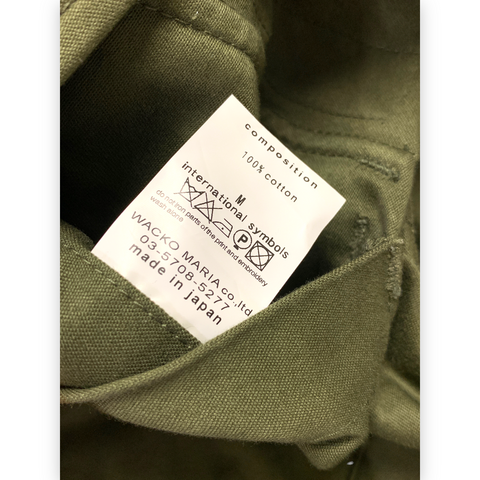 composition
100% cotton
M
international symbols
P
do not iron parts of the print and embroidery
wash alone
WACKO MARIA co., ltd
03-5708-5277
made in japan